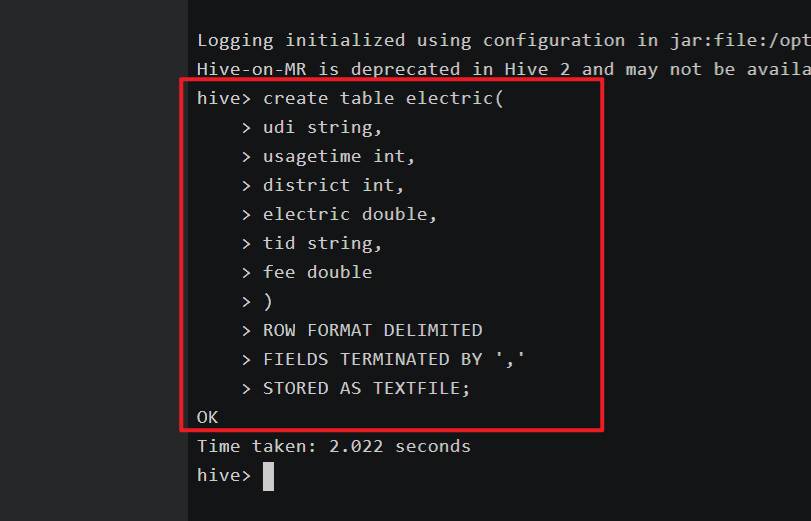 Logging initialized using configuration in jar:file:/opt
Hive-on-MR is deprecated in Hive 2 and may not be availa
hive> create table electric(
    > udi string,
    > usagetime int,
    > district int,
    > electric double,
    > tid string,
    > fee double
    > )
    > ROW FORMAT DELIMITED
    > FIELDS TERMINATED BY ','
    > STORED AS TEXTFILE;
OK
Time taken: 2.022 seconds
hive>